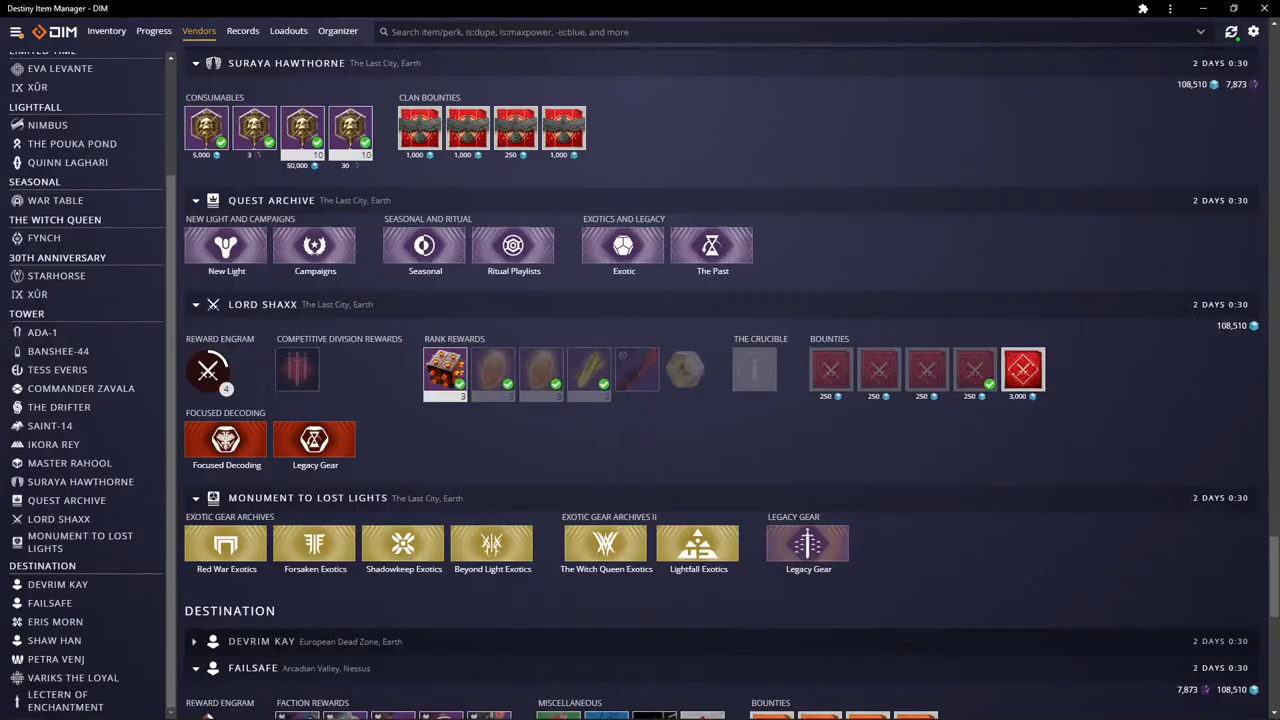 Destiny Item Manager - DIM
DIM
Inventory
Progress
Vendors
Records
Loadouts
Organizer
Search item/perk, is:dupe, is:maxpower, -is:blue, and more
LIMITED-TIME
EVA LEVANTE
XÛR
LIGHTFALL
NIMBUS
THE POUKA POND
QUINN LAGHARI
SEASONAL
WAR TABLE
THE WITCH QUEEN
FYNCH
30TH ANNIVERSARY
STARHORSE
XÛR
TOWER
ADA-1
BANSHEE-44
TESS EVERIS
COMMANDER ZAVALA
THE DRIFTER
SAINT-14
IKORA REY
MASTER RAHOOL
SURAYA HAWTHORNE
QUEST ARCHIVE
LORD SHAXX
MONUMENT TO LOST
LIGHTS
DESTINATION
DEVRIM KAY
FAILSAFE
ERIS MORN
SHAW HAN
PETRA VENJ
VARIKS THE LOYAL
LECTERN OF
ENCHANTMENT
SURAYA HAWTHORNE The Last City, Earth 2 DAYS 0:30
108,510 7,873
CONSUMABLES CLAN BOUNTIES
10 10
5,000 3 50,000 30 1,000 1,000 250 1,000
QUEST ARCHIVE The Last City, Earth 2 DAYS 0:30
NEW LIGHT AND CAMPAIGNS SEASONAL AND RITUAL EXOTICS AND LEGACY
New Light Campaigns Seasonal Ritual Playlists Exotic The Past
LORD SHAXX The Last City, Earth 2 DAYS 0:30
108,510
REWARD ENGRAM COMPETITIVE DIVISION REWARDS RANK REWARDS THE CRUCIBLE BOUNTIES
4 3 3 3 3
250 250 250 250 3,000
FOCUSED DECODING
Focused Decoding Legacy Gear
MONUMENT TO LOST LIGHTS The Last City, Earth 2 DAYS 0:30
EXOTIC GEAR ARCHIVES EXOTIC GEAR ARCHIVES II LEGACY GEAR
Red War Exotics Forsaken Exotics Shadowkeep Exotics Beyond Light Exotics The Witch Queen Exotics Lightfall Exotics Legacy Gear
DESTINATION
DEVRIM KAY European Dead Zone, Earth 2 DAYS 0:30
FAILSAFE Arcadian Valley, Nessus 2 DAYS 0:30
7,873 108,510
REWARD ENGRAM FACTION REWARDS MISCELLANEOUS BOUNTIES